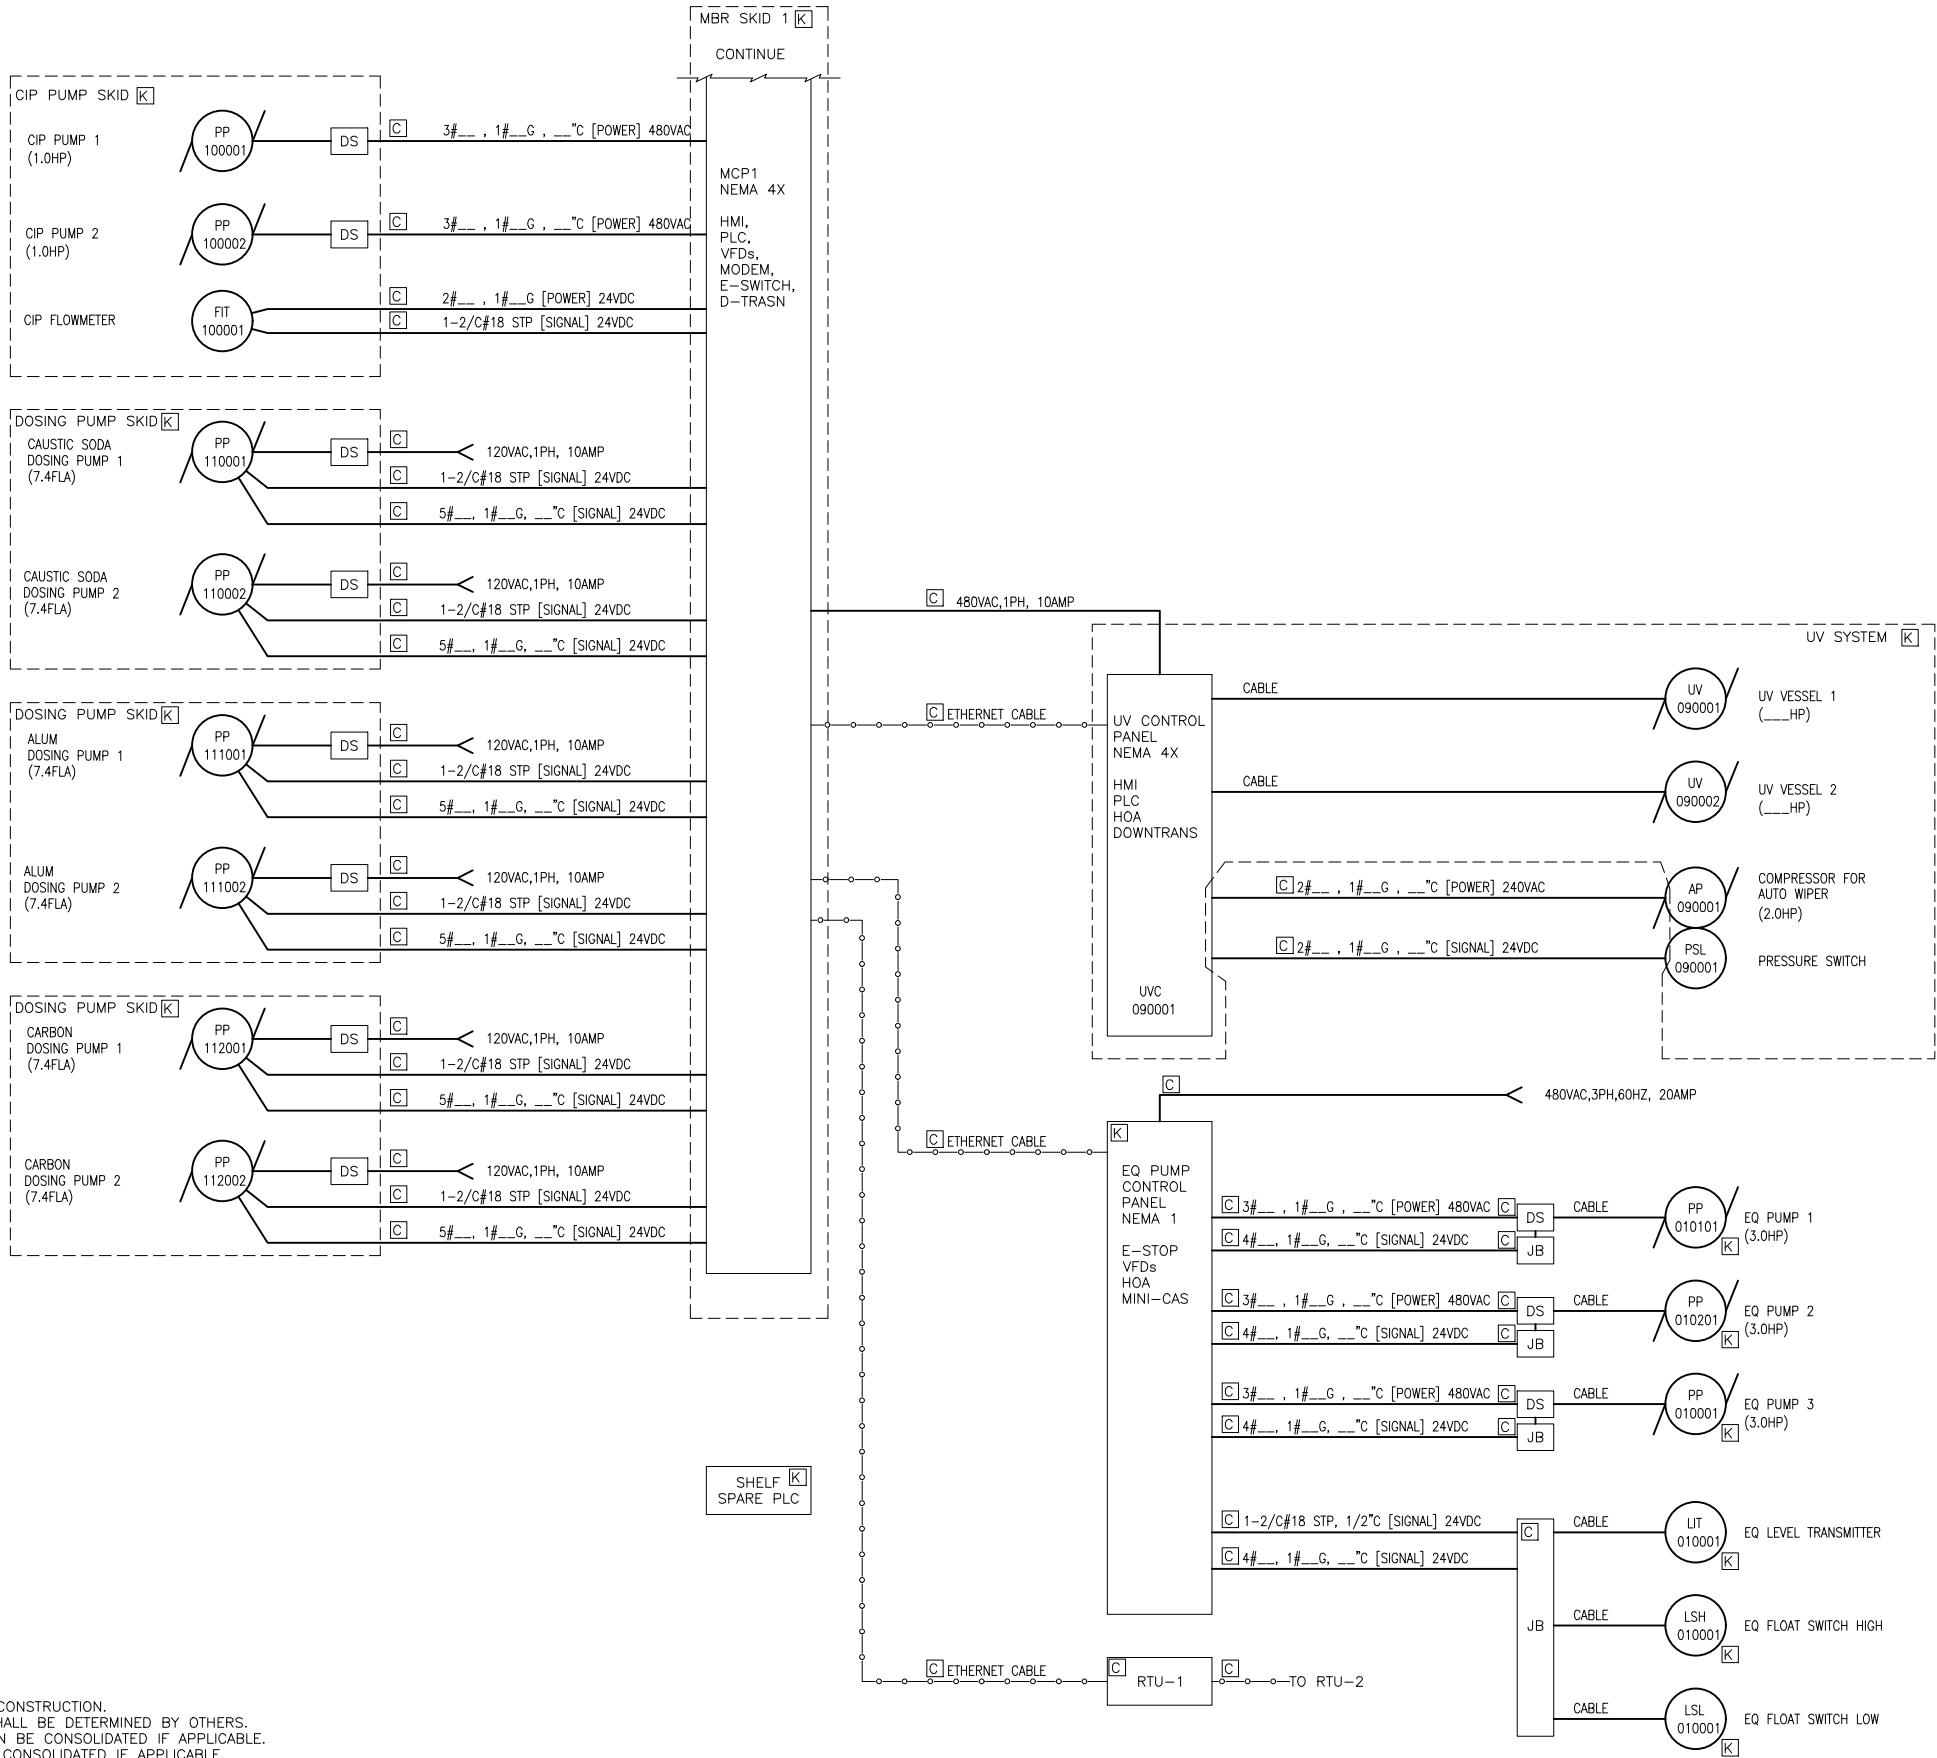 MBR SKID 1 K
CONTINUE
MCP1
NEMA 4X
HMI,
PLC,
VFDs,
MODEM,
E-SWITCH,
D-TRASN
CIP PUMP SKID K
CIP PUMP 1
(1.0HP)
PP
100001
DS
C
3#__ , 1#__G , __"C [POWER] 480VAC
CIP PUMP 2
(1.0HP)
PP
100002
DS
C
3#__ , 1#__G , __"C [POWER] 480VAC
CIP FLOWMETER
FIT
100001
C
2#__ , 1#__G [POWER] 24VDC
C
1-2/C#18 STP [SIGNAL] 24VDC
DOSING PUMP SKID K
CAUSTIC SODA
DOSING PUMP 1
(7.4FLA)
PP
110001
DS
C
120VAC,1PH, 10AMP
C
1-2/C#18 STP [SIGNAL] 24VDC
C
5#__, 1#__G, __"C [SIGNAL] 24VDC
CAUSTIC SODA
DOSING PUMP 2
(7.4FLA)
PP
110002
DS
C
120VAC,1PH, 10AMP
C
1-2/C#18 STP [SIGNAL] 24VDC
C
5#__, 1#__G, __"C [SIGNAL] 24VDC
DOSING PUMP SKID K
ALUM
DOSING PUMP 1
(7.4FLA)
PP
111001
DS
C
120VAC,1PH, 10AMP
C
1-2/C#18 STP [SIGNAL] 24VDC
C
5#__, 1#__G, __"C [SIGNAL] 24VDC
ALUM
DOSING PUMP 2
(7.4FLA)
PP
111002
DS
C
120VAC,1PH, 10AMP
C
1-2/C#18 STP [SIGNAL] 24VDC
C
5#__, 1#__G, __"C [SIGNAL] 24VDC
DOSING PUMP SKID K
CARBON
DOSING PUMP 1
(7.4FLA)
PP
112001
DS
C
120VAC,1PH, 10AMP
C
1-2/C#18 STP [SIGNAL] 24VDC
C
5#__, 1#__G, __"C [SIGNAL] 24VDC
CARBON
DOSING PUMP 2
(7.4FLA)
PP
112002
DS
C
120VAC,1PH, 10AMP
C
1-2/C#18 STP [SIGNAL] 24VDC
C
5#__, 1#__G, __"C [SIGNAL] 24VDC
C 480VAC,1PH, 10AMP
UV SYSTEM K
C ETHERNET CABLE
UV CONTROL
PANEL
NEMA 4X
HMI
PLC
HOA
DOWNTRANS
UVC
090001
CABLE
UV
090001
UV VESSEL 1
(___HP)
CABLE
UV
090002
UV VESSEL 2
(___HP)
C 2#__ , 1#__G , __"C [POWER] 240VAC
AP
090001
COMPRESSOR FOR
AUTO WIPER
(2.0HP)
C 2#__ , 1#__G , __"C [SIGNAL] 24VDC
PSL
090001
PRESSURE SWITCH
C
480VAC,3PH,60HZ, 20AMP
C ETHERNET CABLE
K
EQ PUMP
CONTROL
PANEL
NEMA 1
E-STOP
VFDs
HOA
MINI-CAS
C 3#__ , 1#__G , __"C [POWER] 480VAC C
DS
CABLE
C 4#__, 1#__G, __"C [SIGNAL] 24VDC C
JB
PP
010101
K
EQ PUMP 1
(3.0HP)
C 3#__ , 1#__G , __"C [POWER] 480VAC C
DS
CABLE
C 4#__, 1#__G, __"C [SIGNAL] 24VDC C
JB
PP
010201
K
EQ PUMP 2
(3.0HP)
C 3#__ , 1#__G , __"C [POWER] 480VAC C
DS
CABLE
C 4#__, 1#__G, __"C [SIGNAL] 24VDC C
JB
PP
010001
K
EQ PUMP 3
(3.0HP)
SHELF K
SPARE PLC
C 1-2/C#18 STP, 1/2"C [SIGNAL] 24VDC
C 4#__, 1#__G, __"C [SIGNAL] 24VDC
C
JB
CABLE
LIT
010001
K
EQ LEVEL TRANSMITTER
CABLE
LSH
010001
K
EQ FLOAT SWITCH HIGH
CABLE
LSL
010001
K
EQ FLOAT SWITCH LOW
C ETHERNET CABLE
C
RTU-1
C
TO RTU-2
CONSTRUCTION.
HALL BE DETERMINED BY OTHERS.
N BE CONSOLIDATED IF APPLICABLE.
CONSOLIDATED IF APPLICABLE